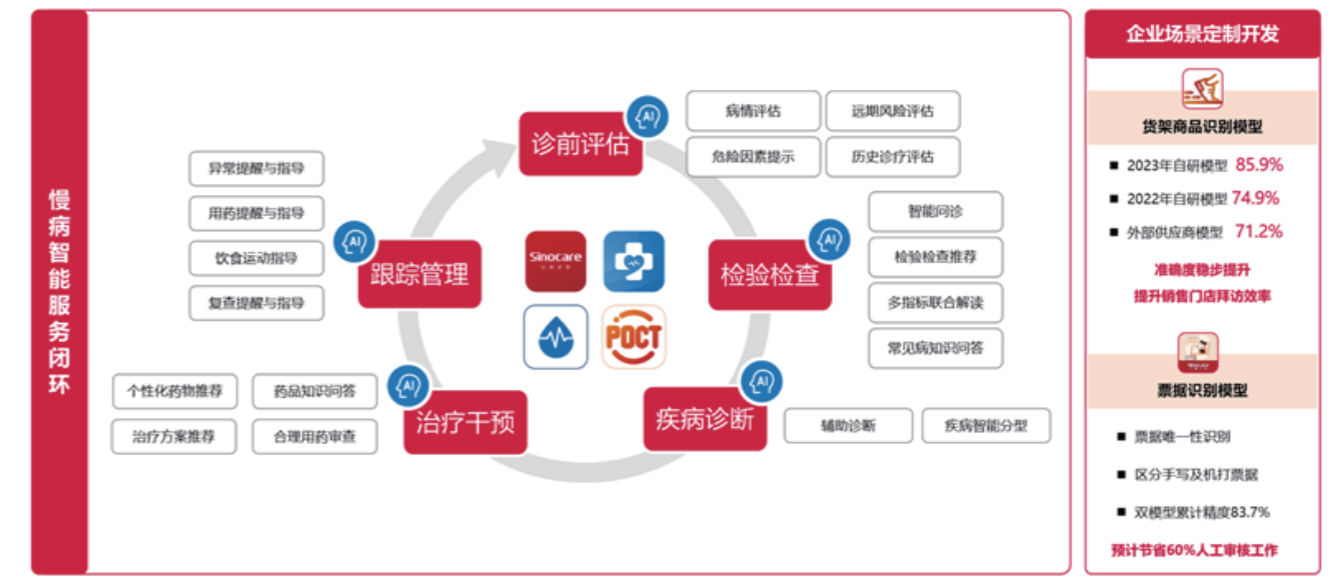 慢病智能服务闭环
诊前评估
AI
病情评估
远期风险评估
危险因素提示
历史诊疗评估
检验检查
AI
智能问诊
检验检查推荐
多指标联合解读
常见病知识问答
疾病诊断
AI
辅助诊断
疾病智能分型
治疗干预
AI
个性化药物推荐
药品知识问答
治疗方案推荐
合理用药审查
跟踪管理
AI
异常提醒与指导
用药提醒与指导
饮食运动指导
复查提醒与指导
Sinocare
POCT
企业场景定制开发
货架商品识别模型
■ 2023年自研模型 85.9%
■ 2022年自研模型 74.9%
■ 外部供应商模型 71.2%
准确度稳步提升
提升销售门店拜访效率
票据识别模型
■ 票据唯一性识别
■ 区分手写及机打票据
■ 双模型累计精度83.7%
预计节省60%人工审核工作